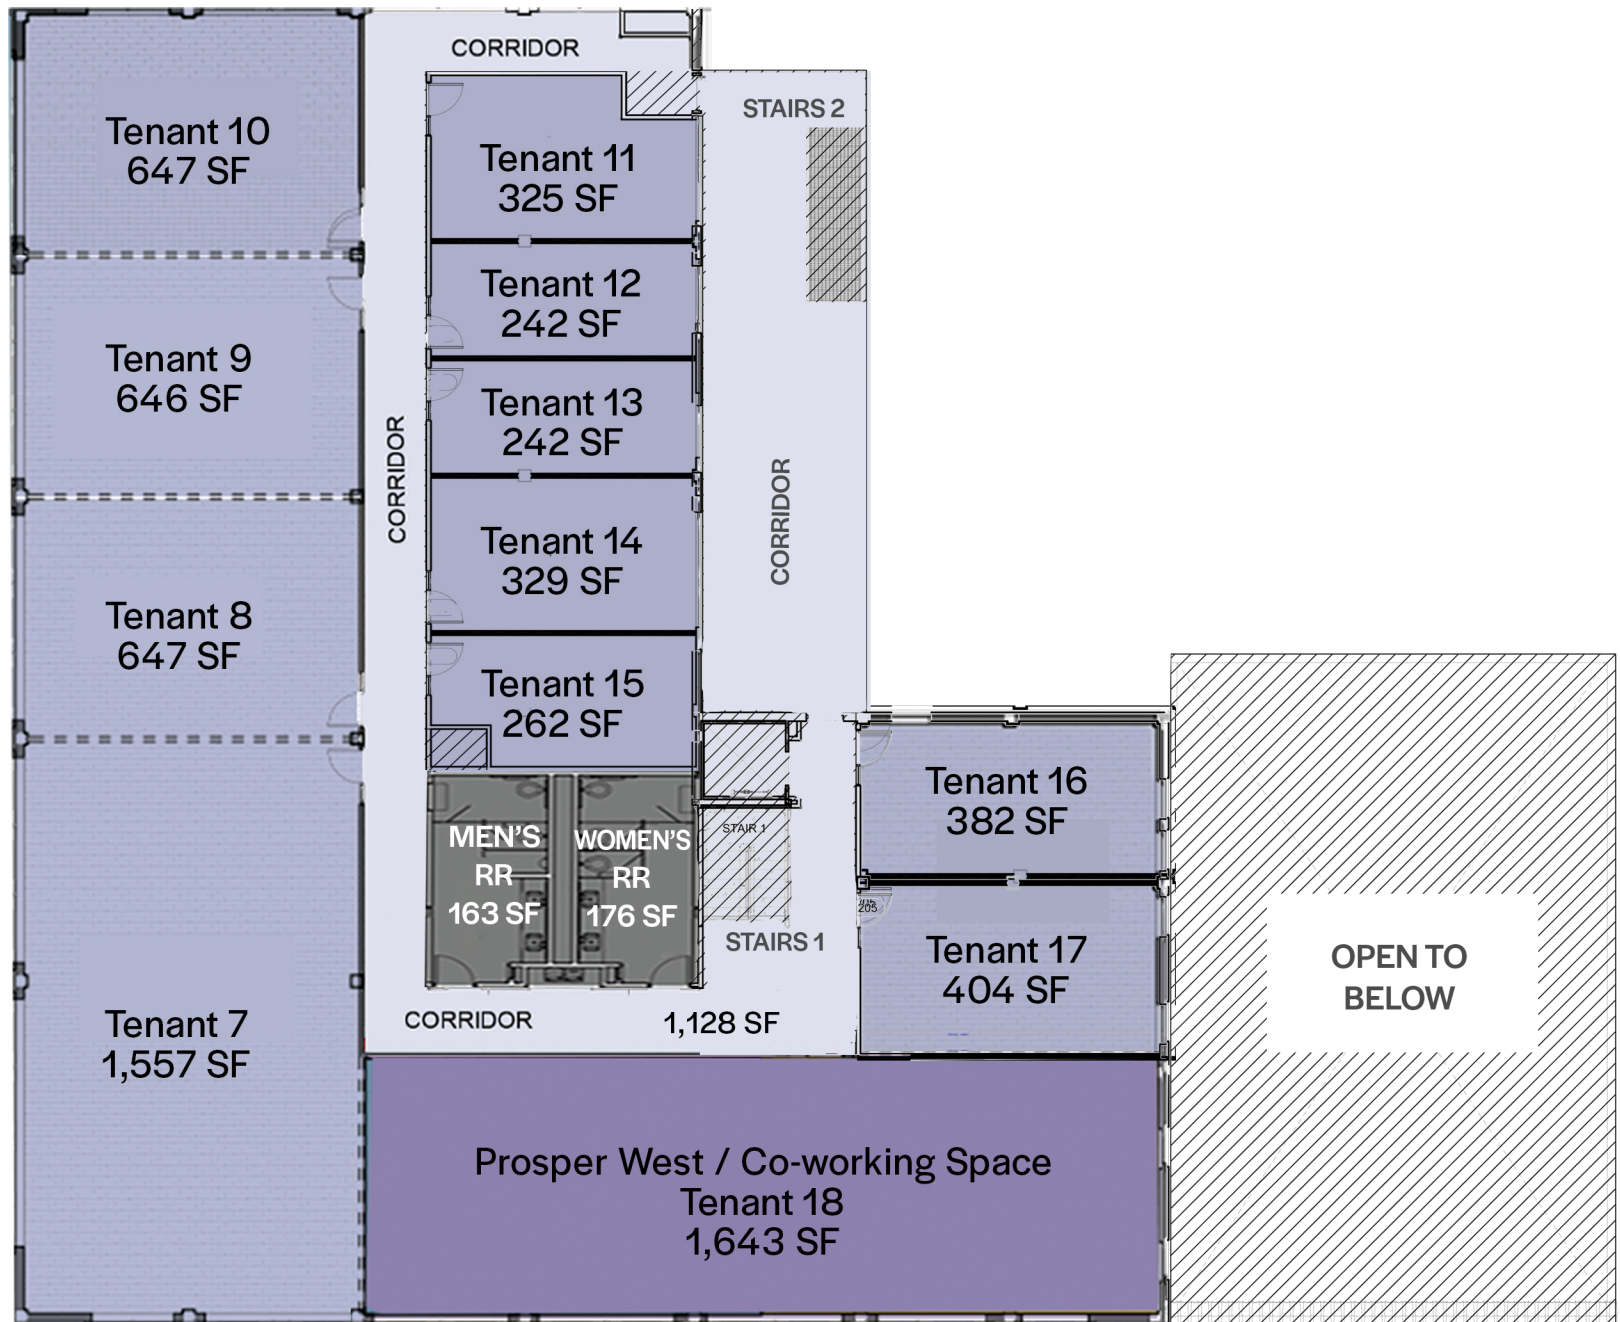 CORRIDOR
STAIRS 2
Tenant 10
647 SF
Tenant 11
325 SF
Tenant 12
242 SF
Tenant 9
646 SF
Tenant 13
242 SF
CORRIDOR
CORRIDOR
Tenant 14
329 SF
Tenant 8
647 SF
Tenant 15
262 SF
Tenant 16
382 SF
STAIR 1
MEN'S
RR
163 SF
WOMEN'S
RR
176 SF
205
STAIRS 1
Tenant 17
404 SF
OPEN TO
BELOW
CORRIDOR
1,128 SF
Tenant 7
1,557 SF
Prosper West / Co-working Space
Tenant 18
1,643 SF